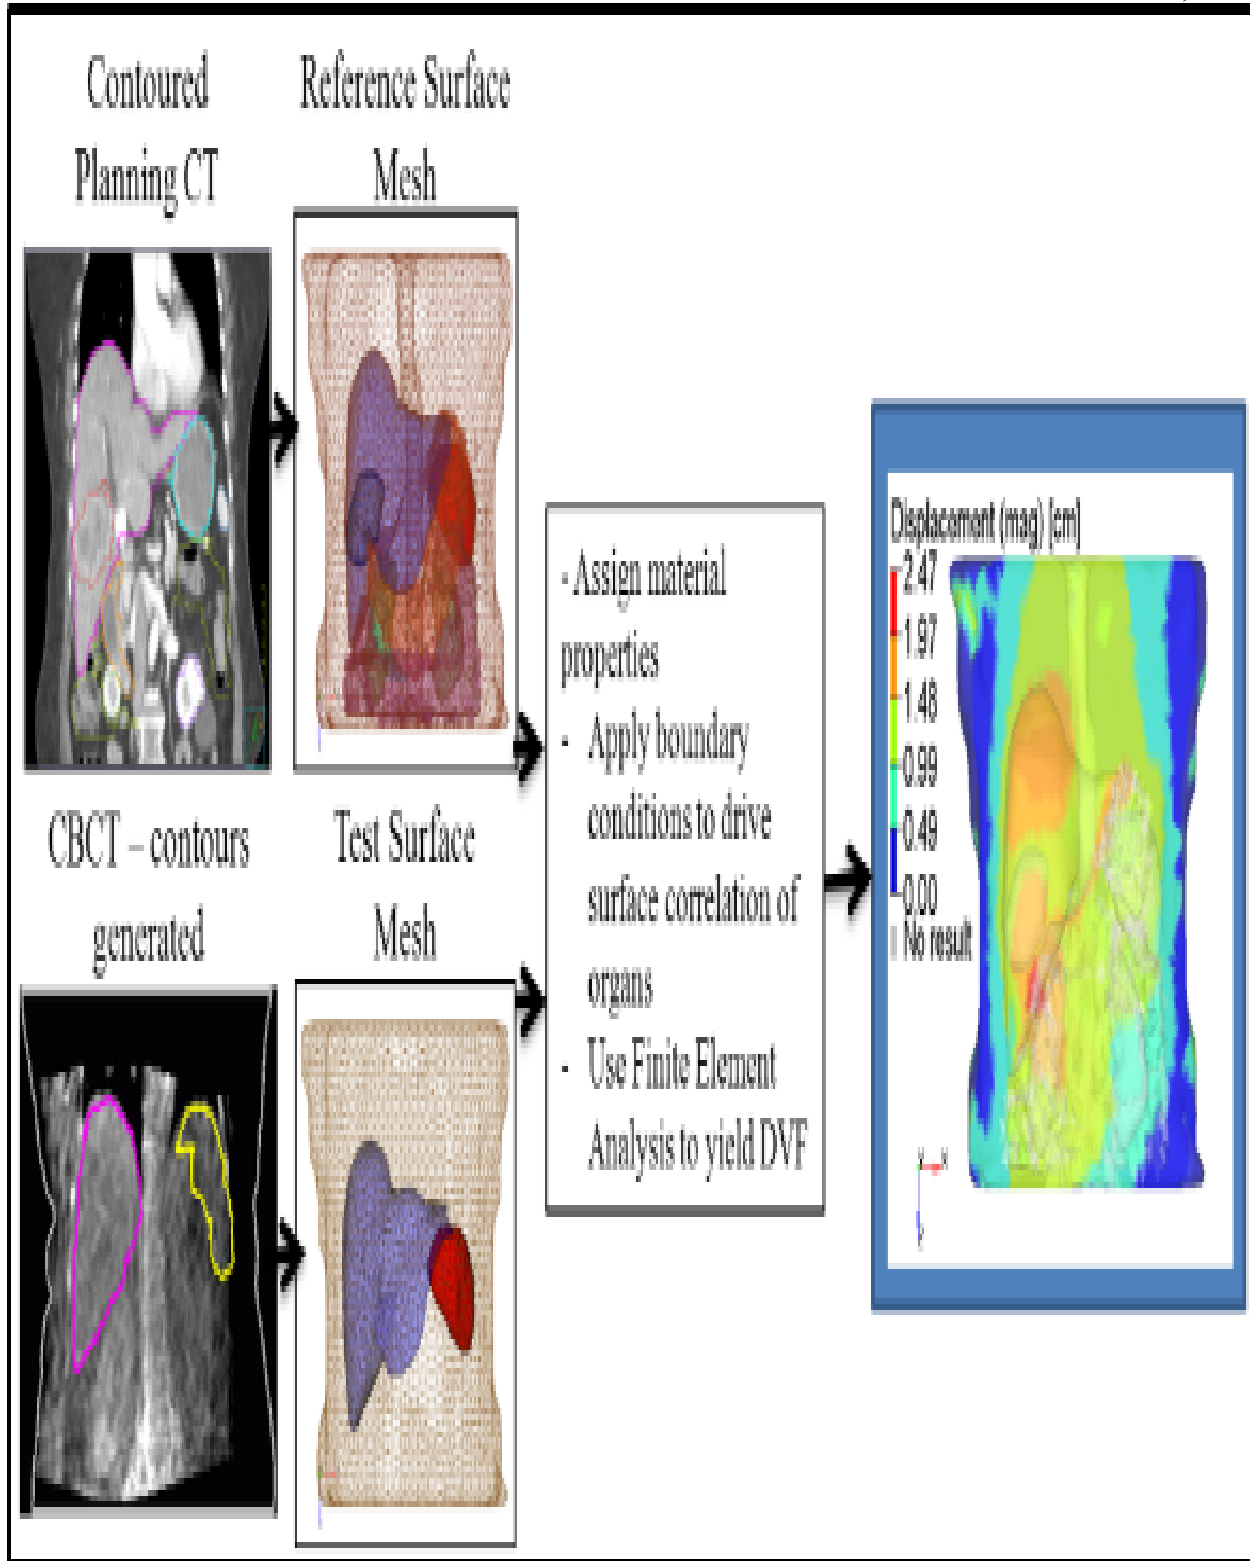 Contoured
Planning CT
Reference Surface
Mesh
CBCT – contours
generated
Test Surface
Mesh
- Assign material
properties
- Apply boundary
conditions to drive
surface correlation of
organs
- Use Finite Element
Analysis to yield DVF
Displacement (mag) [cm]
2.47
1.97
1.48
0.99
0.49
0.00
No result